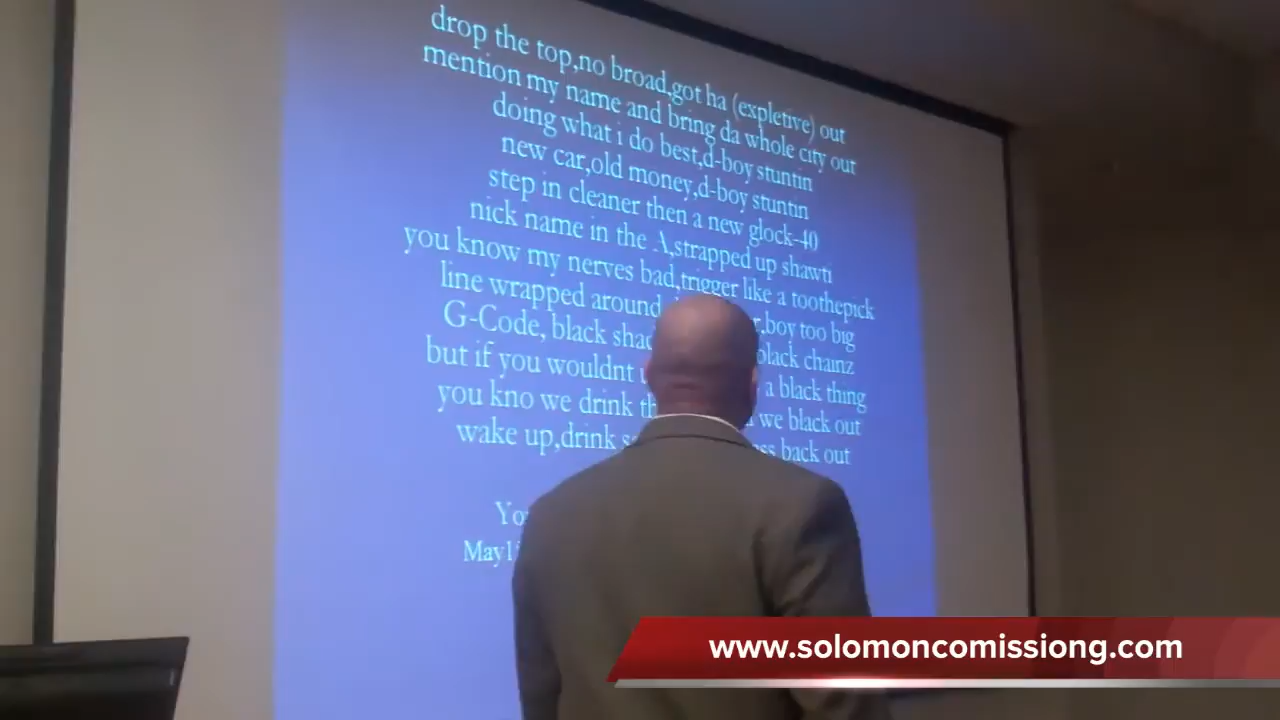 drop the top,no broad,got ha (expletive) out
mention my name and bring da whole city out
doing what i do best,d-boy stuntin
new car,old money,d-boy stuntin
step in cleaner then a new glock-40
nick name in the A,strapped up shawti
you know my nerves bad,trigger like a toothepick
line wrapped around boy too big
G-Code, black black chainz
but if you wouldnt a black thing
you kno we drink we black out
wake up,drink back out
www.solomoncomissiong.com